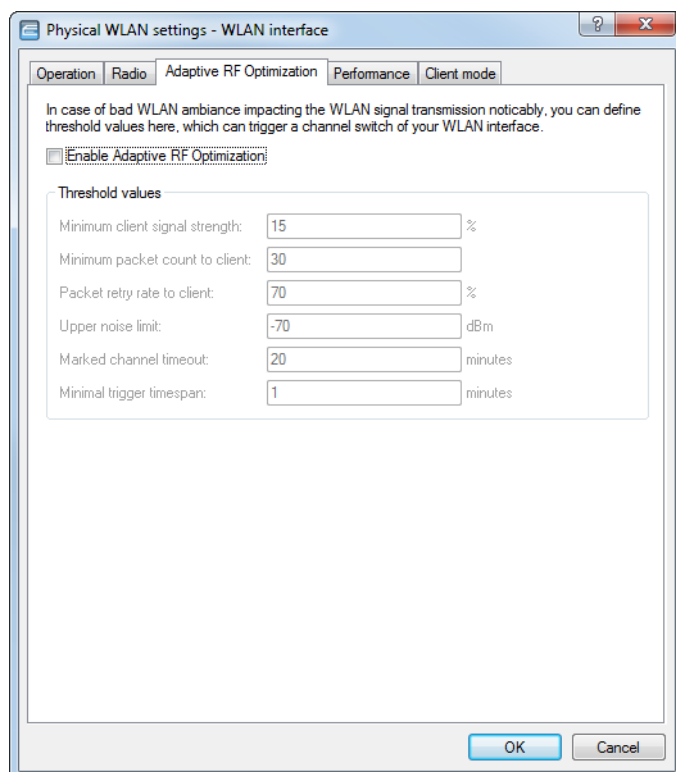 Physical WLAN settings - WLAN interface
Operation Radio Adaptive RF Optimization Performance Client mode
In case of bad WLAN ambiance impacting the WLAN signal transmission noticably, you can define
threshold values here, which can trigger a channel switch of your WLAN interface.
Enable Adaptive RF Optimization
Threshold values
Minimum client signal strength: 15 %
Minimum packet count to client: 30
Packet retry rate to client: 70 %
Upper noise limit: -70 dBm
Marked channel timeout: 20 minutes
Minimal trigger timespan: 1 minutes
OK Cancel